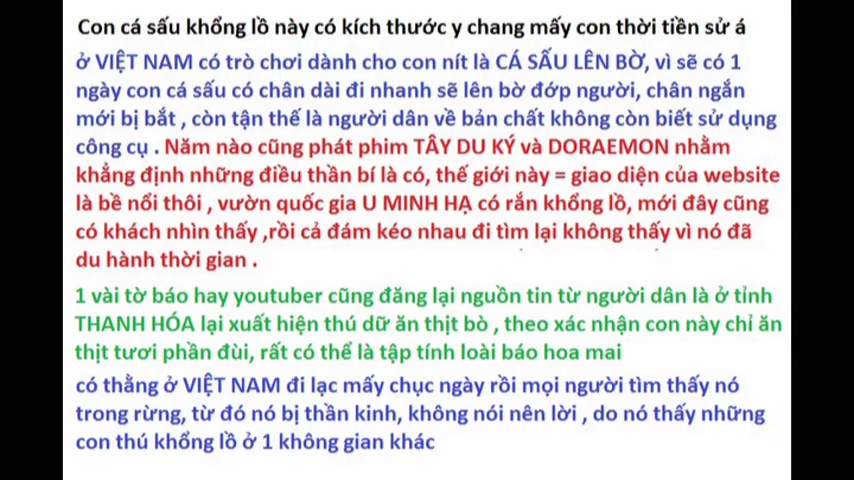 Con cá sấu khổng lồ này có kích thước y chang mấy con thời tiền sử á
ở VIỆT NAM có trò chơi dành cho con nít là CÁ SẤU LÊN BỜ, vì sẽ có 1
ngày con cá sấu có chân dài đi nhanh sẽ lên bờ đớp người, chân ngắn
mới bị bắt , còn tận thế là người dân về bản chất không còn biết sử dụng
công cụ . Năm nào cũng phát phim TÂY DU KÝ và DORAEMON nhằm
khẳng định những điều thần bí là có, thế giới này = giao diện của website
là bề nổi thôi , vườn quốc gia U MINH HẠ có rắn khổng lồ, mới đây cũng
có khách nhìn thấy ,rồi cả đám kéo nhau đi tìm lại không thấy vì nó đã
du hành thời gian .
1 vài tờ báo hay youtuber cũng đăng lại nguồn tin từ người dân là ở tỉnh
THANH HÓA lại xuất hiện thú dữ ăn thịt bò , theo xác nhận con này chỉ ăn
thịt tươi phần đùi, rất có thể là tập tính loài báo hoa mai
có thằng ở VIỆT NAM đi lạc mấy chục ngày rồi mọi người tìm thấy nó
trong rừng, từ đó nó bị thần kinh, không nói nên lời , do nó thấy những
con thú khổng lồ ở 1 không gian khác